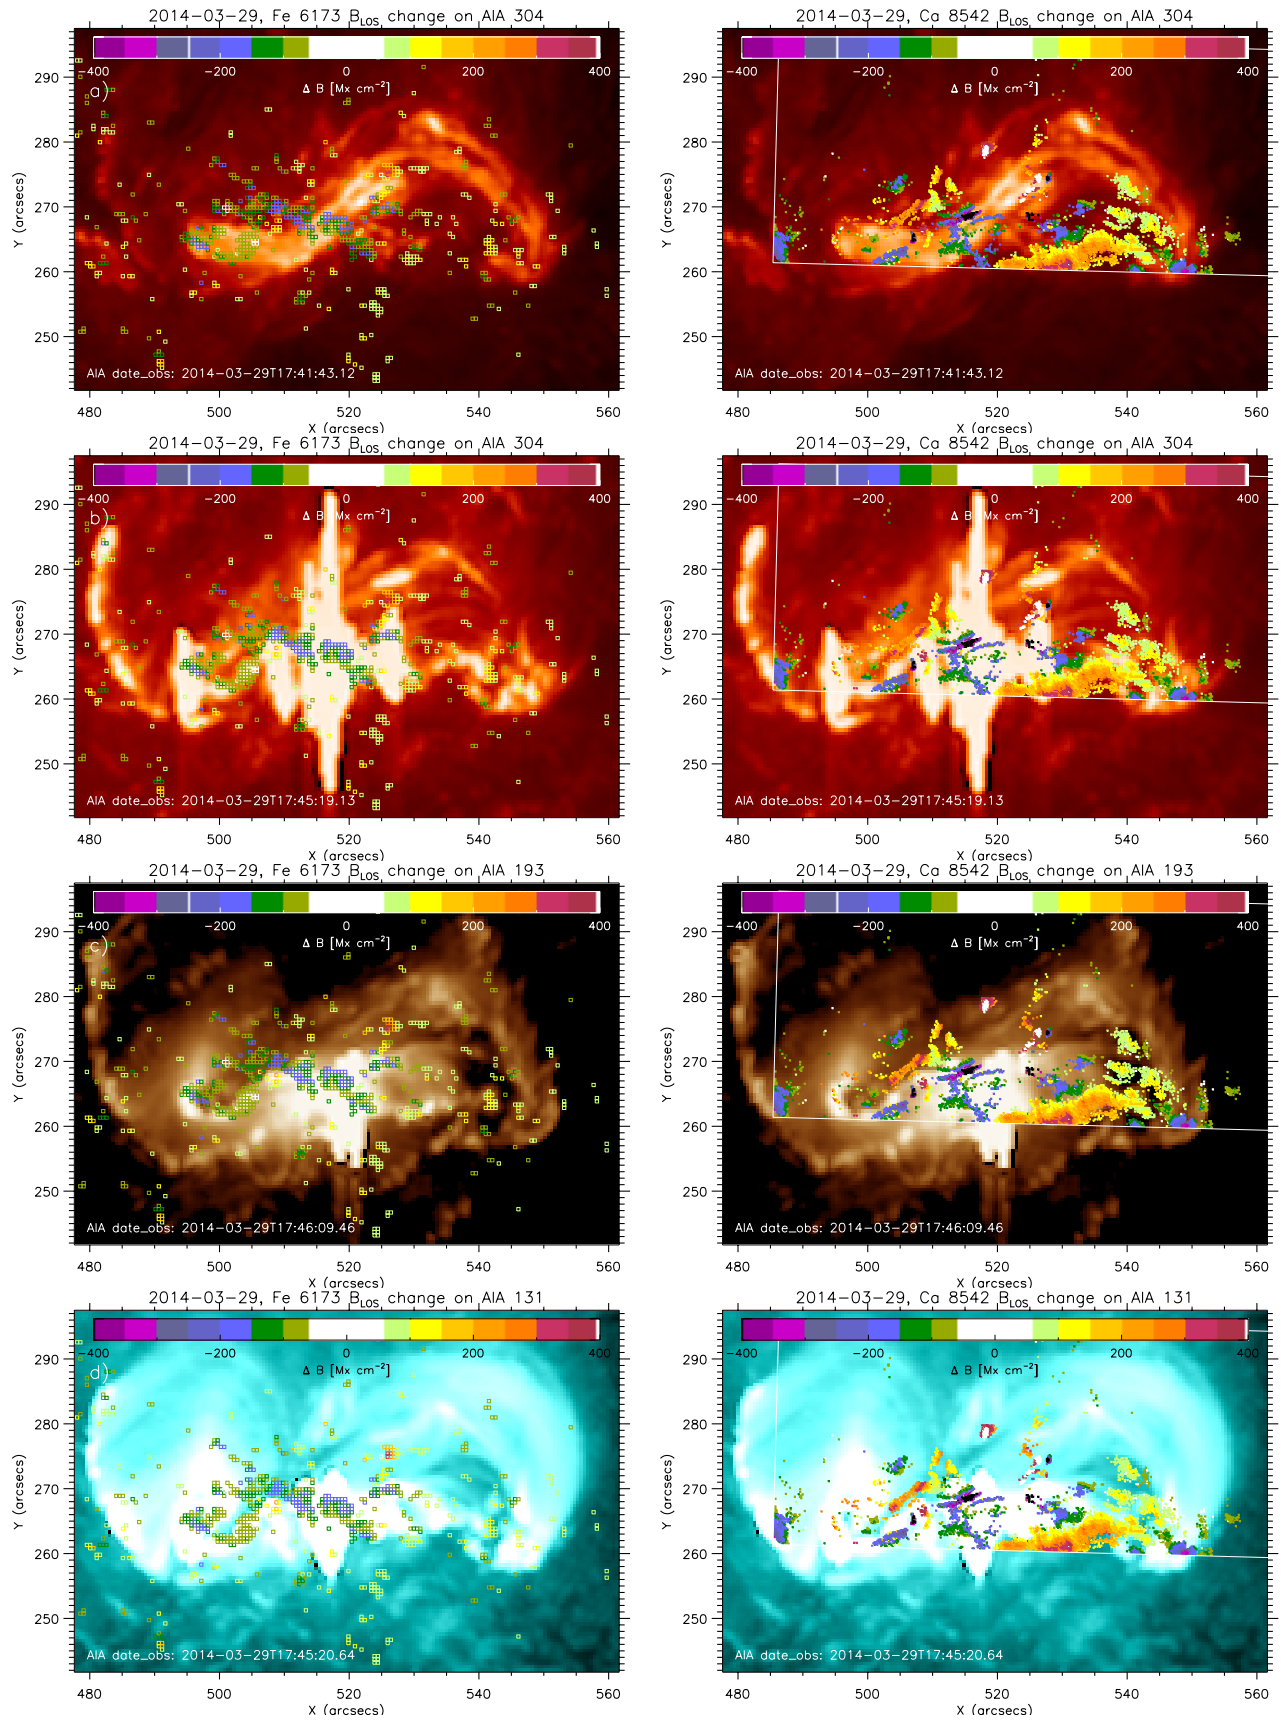 2014-03-29, Fe 6173 BLOS change on AIA 304
2014-03-29, Ca 8542 BLOS change on AIA 304
-400 -200 0 200 400
-400 -200 0 200 400
Δ B [Mx cm⁻²]
Δ B [Mx cm⁻²]
a)
290
280
270
260
250
Y (arcsecs)
290
280
270
260
250
Y (arcsecs)
AIA date_obs: 2014-03-29T17:41:43.12
AIA date_obs: 2014-03-29T17:41:43.12
480 500 520 540 560
480 500 520 540 560
X (arcsecs)
X (arcsecs)
2014-03-29, Fe 6173 BLOS change on AIA 304
2014-03-29, Ca 8542 BLOS change on AIA 304
-400 -200 0 200 400
-400 -200 0 200 400
Δ B [Mx cm⁻²]
Δ B [Mx cm⁻²]
b)
290
280
270
260
250
Y (arcsecs)
290
280
270
260
250
Y (arcsecs)
AIA date_obs: 2014-03-29T17:45:19.13
AIA date_obs: 2014-03-29T17:45:19.13
480 500 520 540 560
480 500 520 540 560
X (arcsecs)
X (arcsecs)
2014-03-29, Fe 6173 BLOS change on AIA 193
2014-03-29, Ca 8542 BLOS change on AIA 193
-400 -200 0 200 400
-400 -200 0 200 400
Δ B [Mx cm⁻²]
Δ B [Mx cm⁻²]
c)
290
280
270
260
250
Y (arcsecs)
290
280
270
260
250
Y (arcsecs)
AIA date_obs: 2014-03-29T17:46:09.46
AIA date_obs: 2014-03-29T17:46:09.46
480 500 520 540 560
480 500 520 540 560
X (arcsecs)
X (arcsecs)
2014-03-29, Fe 6173 BLOS change on AIA 131
2014-03-29, Ca 8542 BLOS change on AIA 131
-400 -200 0 200 400
-400 -200 0 200 400
Δ B [Mx cm⁻²]
Δ B [Mx cm⁻²]
d)
290
280
270
260
250
Y (arcsecs)
290
280
270
260
250
Y (arcsecs)
AIA date_obs: 2014-03-29T17:45:20.64
AIA date_obs: 2014-03-29T17:45:20.64
480 500 520 540 560
480 500 520 540 560
X (arcsecs)
X (arcsecs)